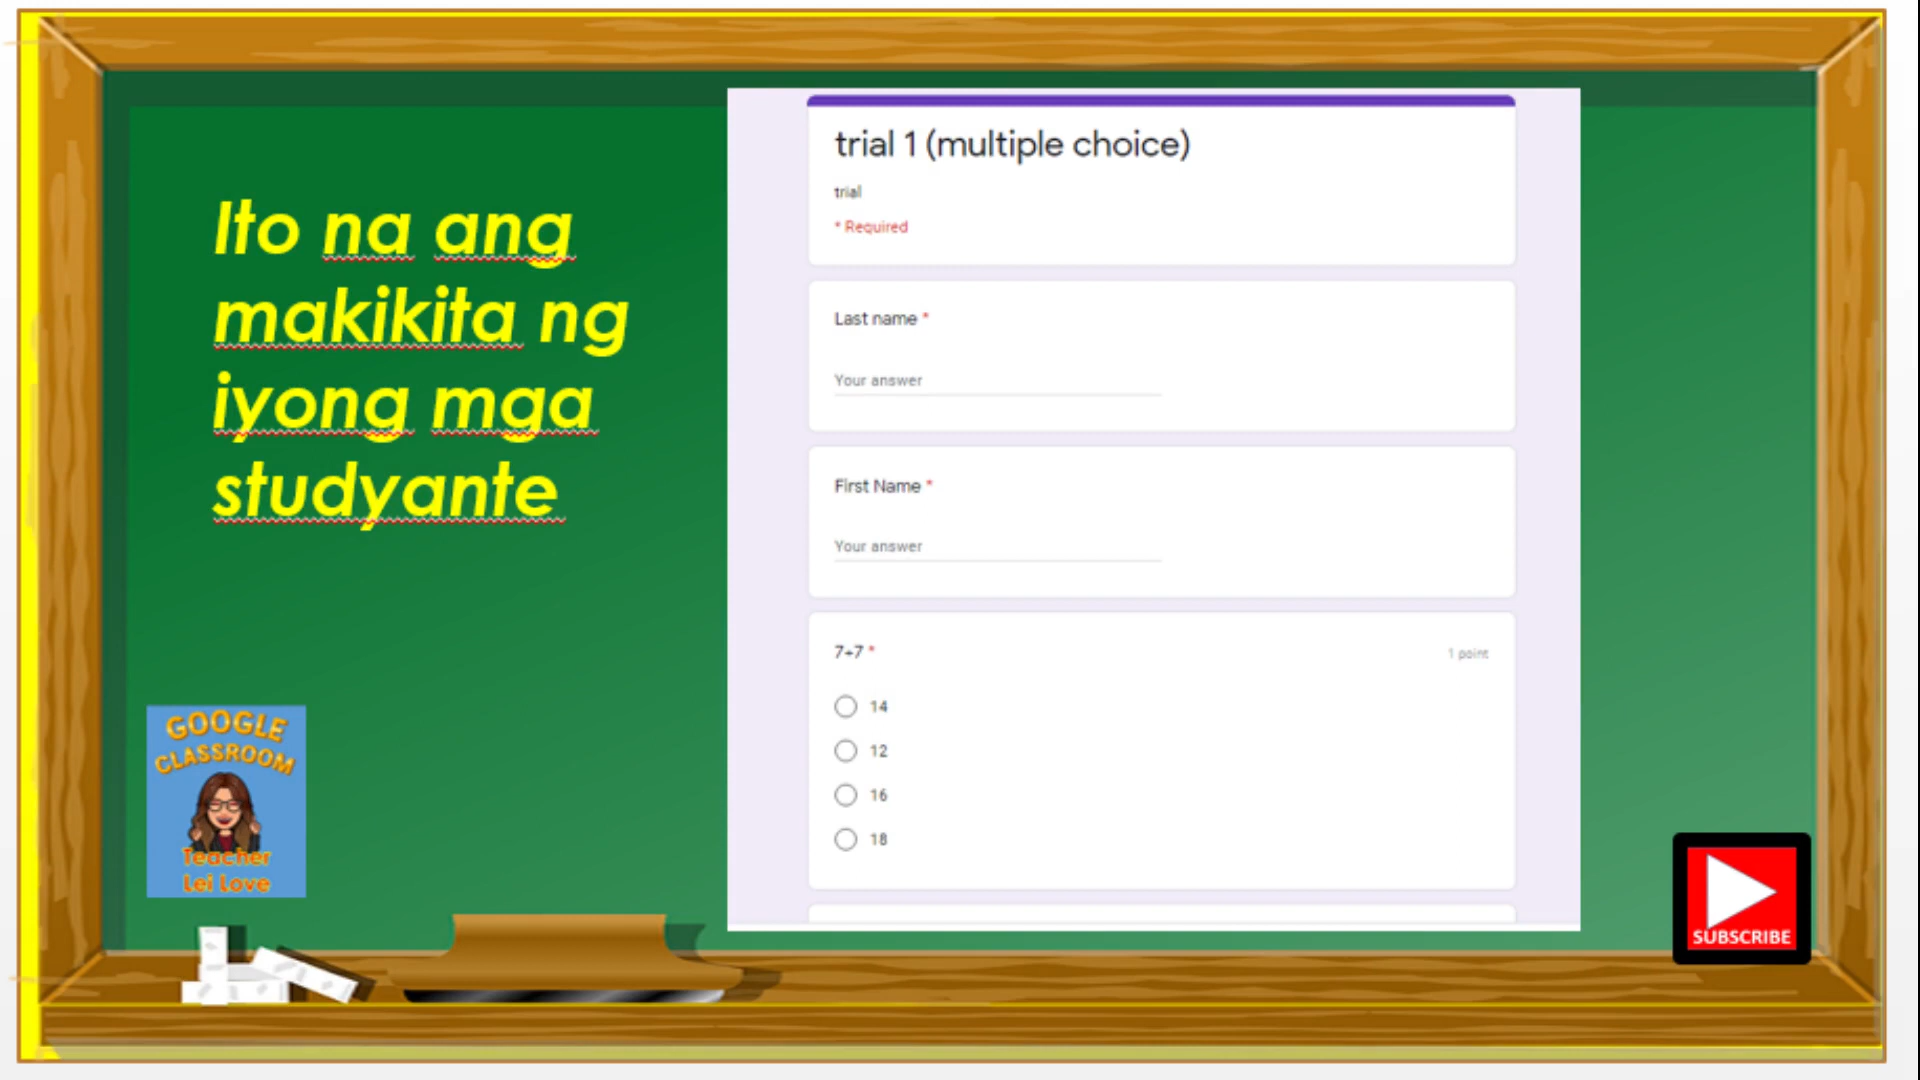 Ito na ang
makikita ng
iyong mga
studyante
trial 1 (multiple choice)
trial
* Required
Last name *
Your answer
First Name *
Your answer
7+7 *
1 point
14
12
16
18
GOOGLE
CLASSROOM
Teacher
Lei Love
SUBSCRIBE